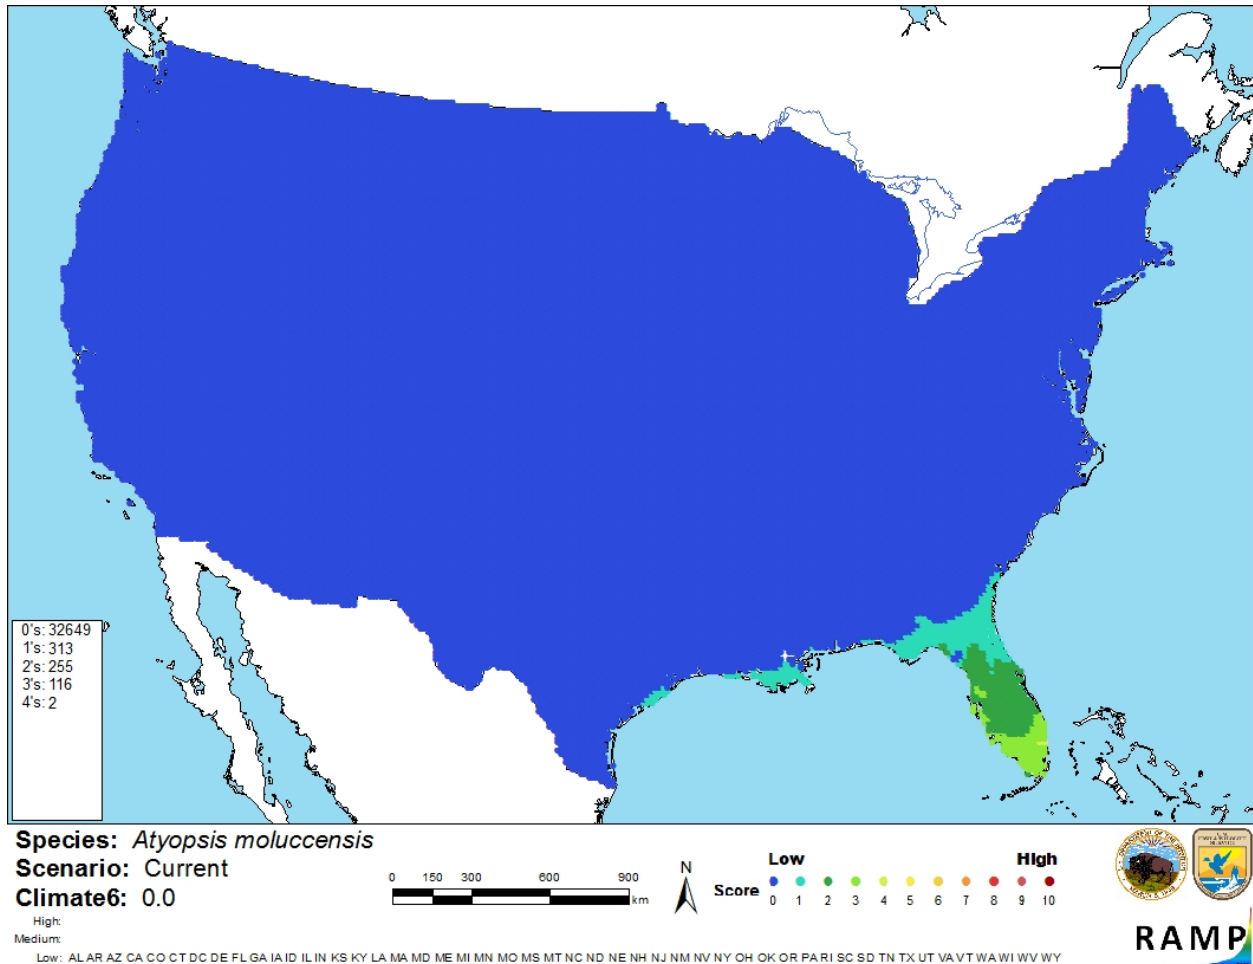 0's: 32649
1's: 313
2's: 255
3's: 116
4's: 2
Species: Atyopsis moluccensis
Scenario: Current
Climate6: 0.0
High:
Medium:
Low: AL AR AZ CA CO CT DC DE FL GA IA ID IL IN KS KY LA MA MD ME MI MN MO MS MT NC ND NE NH NJ NM NV NY OH OK OR PA RI SC SD TN TX UT VA VT WA WI WV WY
0 150 300 600 900
km
N
Low High
Score
0 1 2 3 4 5 6 7 8 9 10
RAMP